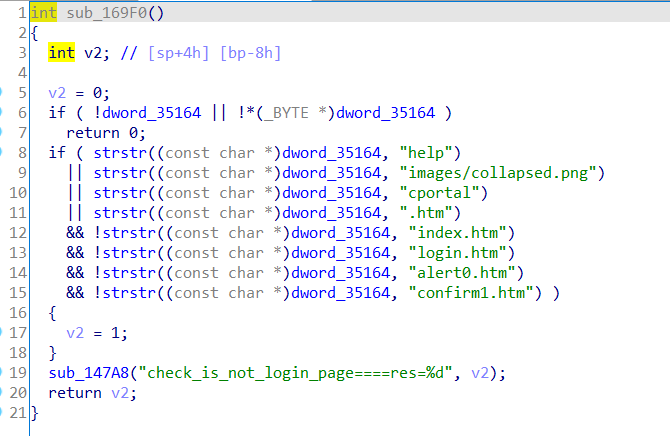 1 int sub_169F0()
2 {
3   int v2; // [sp+4h] [bp-8h]
4
5   v2 = 0;
6   if ( !dword_35164 || !*(_BYTE *)dword_35164 )
7     return 0;
8   if ( strstr((const char *)dword_35164, "help")
9     || strstr((const char *)dword_35164, "images/collapsed.png")
10     || strstr((const char *)dword_35164, "cportal")
11     || strstr((const char *)dword_35164, ".htm")
12     && !strstr((const char *)dword_35164, "index.htm")
13     && !strstr((const char *)dword_35164, "login.htm")
14     && !strstr((const char *)dword_35164, "alert0.htm")
15     && !strstr((const char *)dword_35164, "confirm1.htm") )
16   {
17     v2 = 1;
18   }
19   sub_147A8("check_is_not_login_page====res=%d", v2);
20   return v2;
21 }